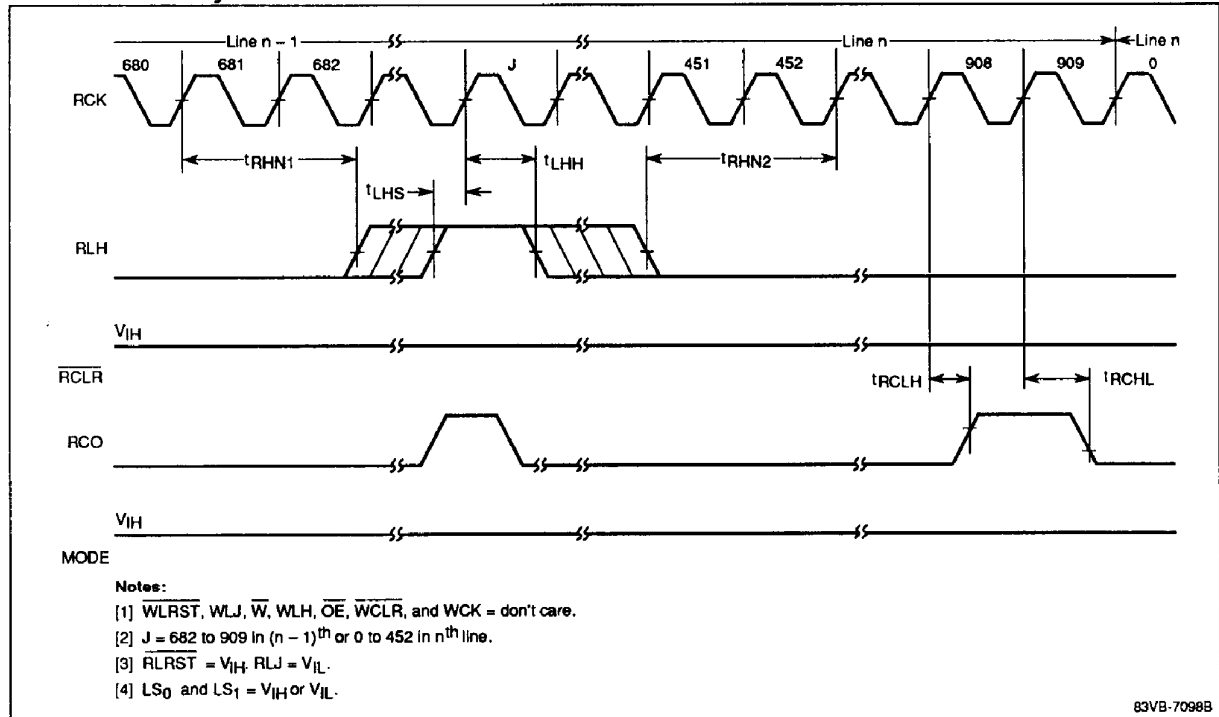 Line n – 1
Line n
Line n
680
681
682
J
451
452
908
909
0
RCK
tRHN1
tLHH
tRHN2
tLHS
RLH
VIH
RCLR
tRCLH
tRCHL
RCO
VIH
MODE
Notes:
[1] WLRST, WLJ, W, WLH, OE, WCLR, and WCK = don't care.
[2] J = 682 to 909 in (n – 1)th or 0 to 452 in nth line.
[3] RLRST = VIH. RLJ = VIL.
[4] LS0 and LS1 = VIH or VIL.
83VB-7098B